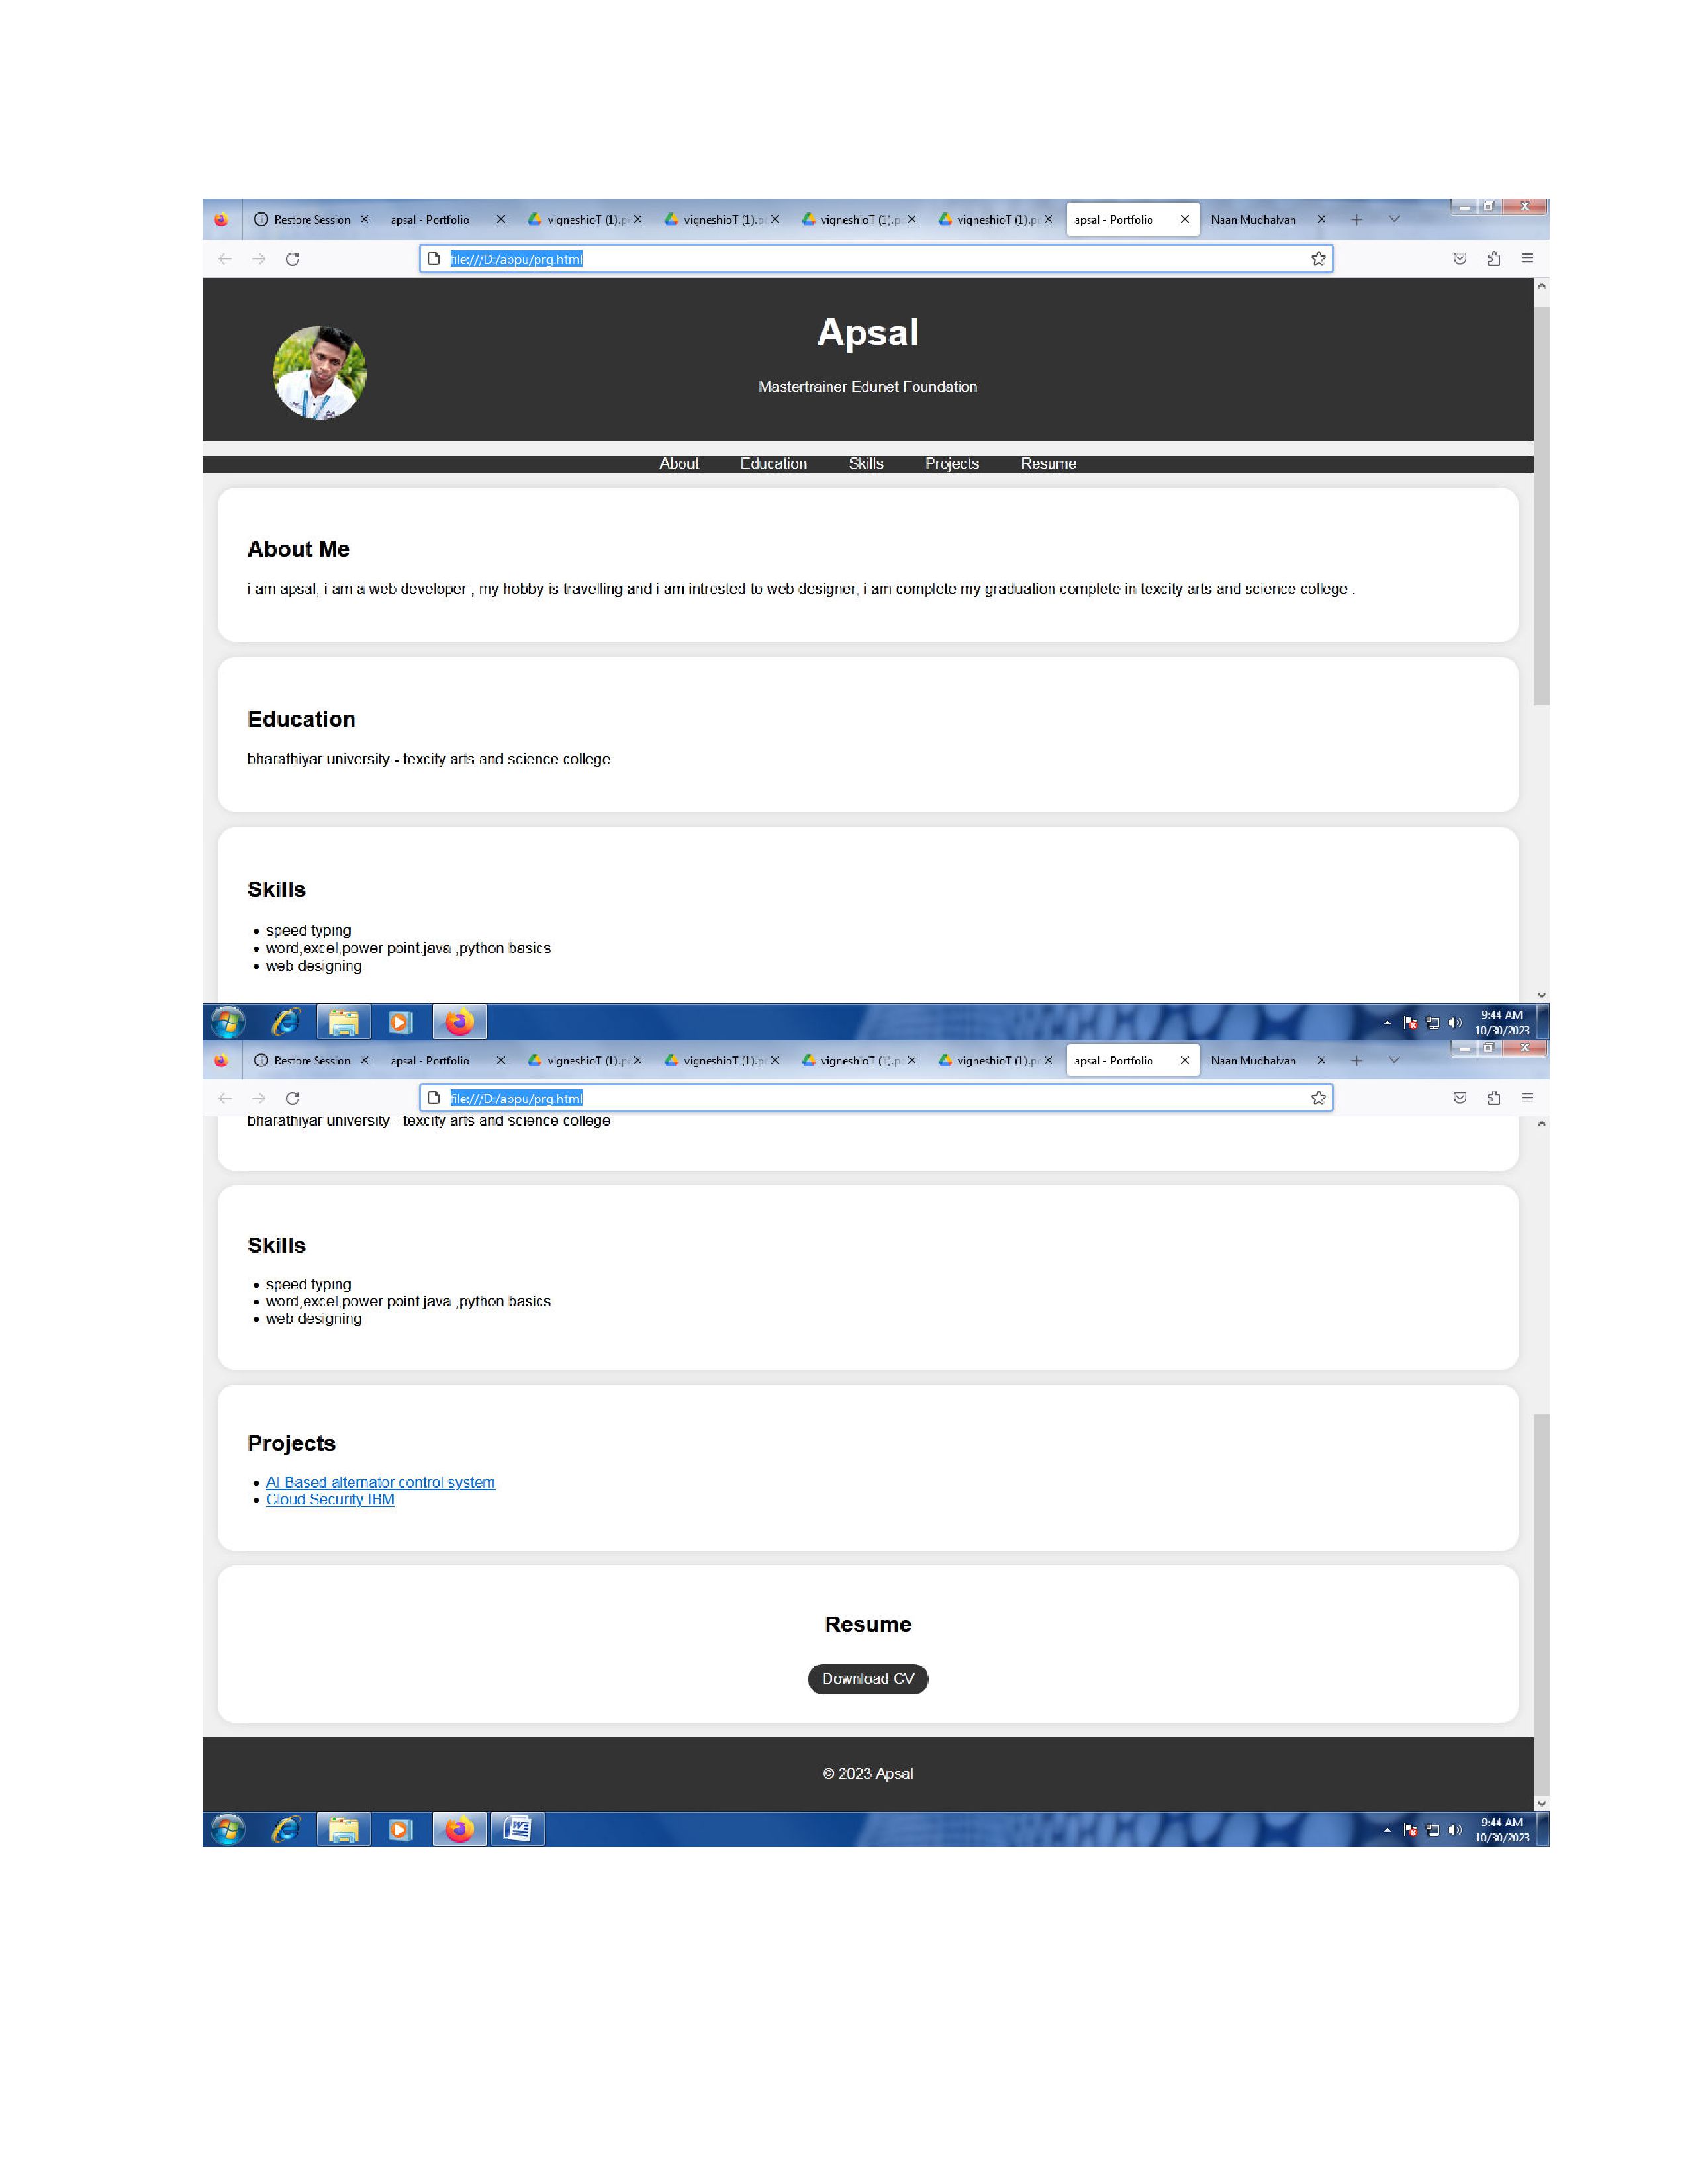 Restore Session apsal - Portfolio vigneshioT (1).p vigneshioT (1).p vigneshioT (1).p vigneshioT (1).p apsal - Portfolio Naan Mudhalvan
file:///D:/appu/prg.html
Apsal
Mastertrainer Edunet Foundation
About Education Skills Projects Resume
About Me
i am apsal, i am a web developer , my hobby is travelling and i am intrested to web designer, i am complete my graduation complete in texcity arts and science college .
Education
bharathiyar university - texcity arts and science college
Skills
speed typing
word,excel,power point.java ,python basics
web designing
9:44 AM
10/30/2023
Restore Session apsal - Portfolio vigneshioT (1).p vigneshioT (1).p vigneshioT (1).p vigneshioT (1).p apsal - Portfolio Naan Mudhalvan
file:///D:/appu/prg.html
bharathiyar university - texcity arts and science college
Skills
speed typing
word,excel,power point.java ,python basics
web designing
Projects
AI Based alternator control system
Cloud Security IBM
Resume
Download CV
© 2023 Apsal
9:44 AM
10/30/2023